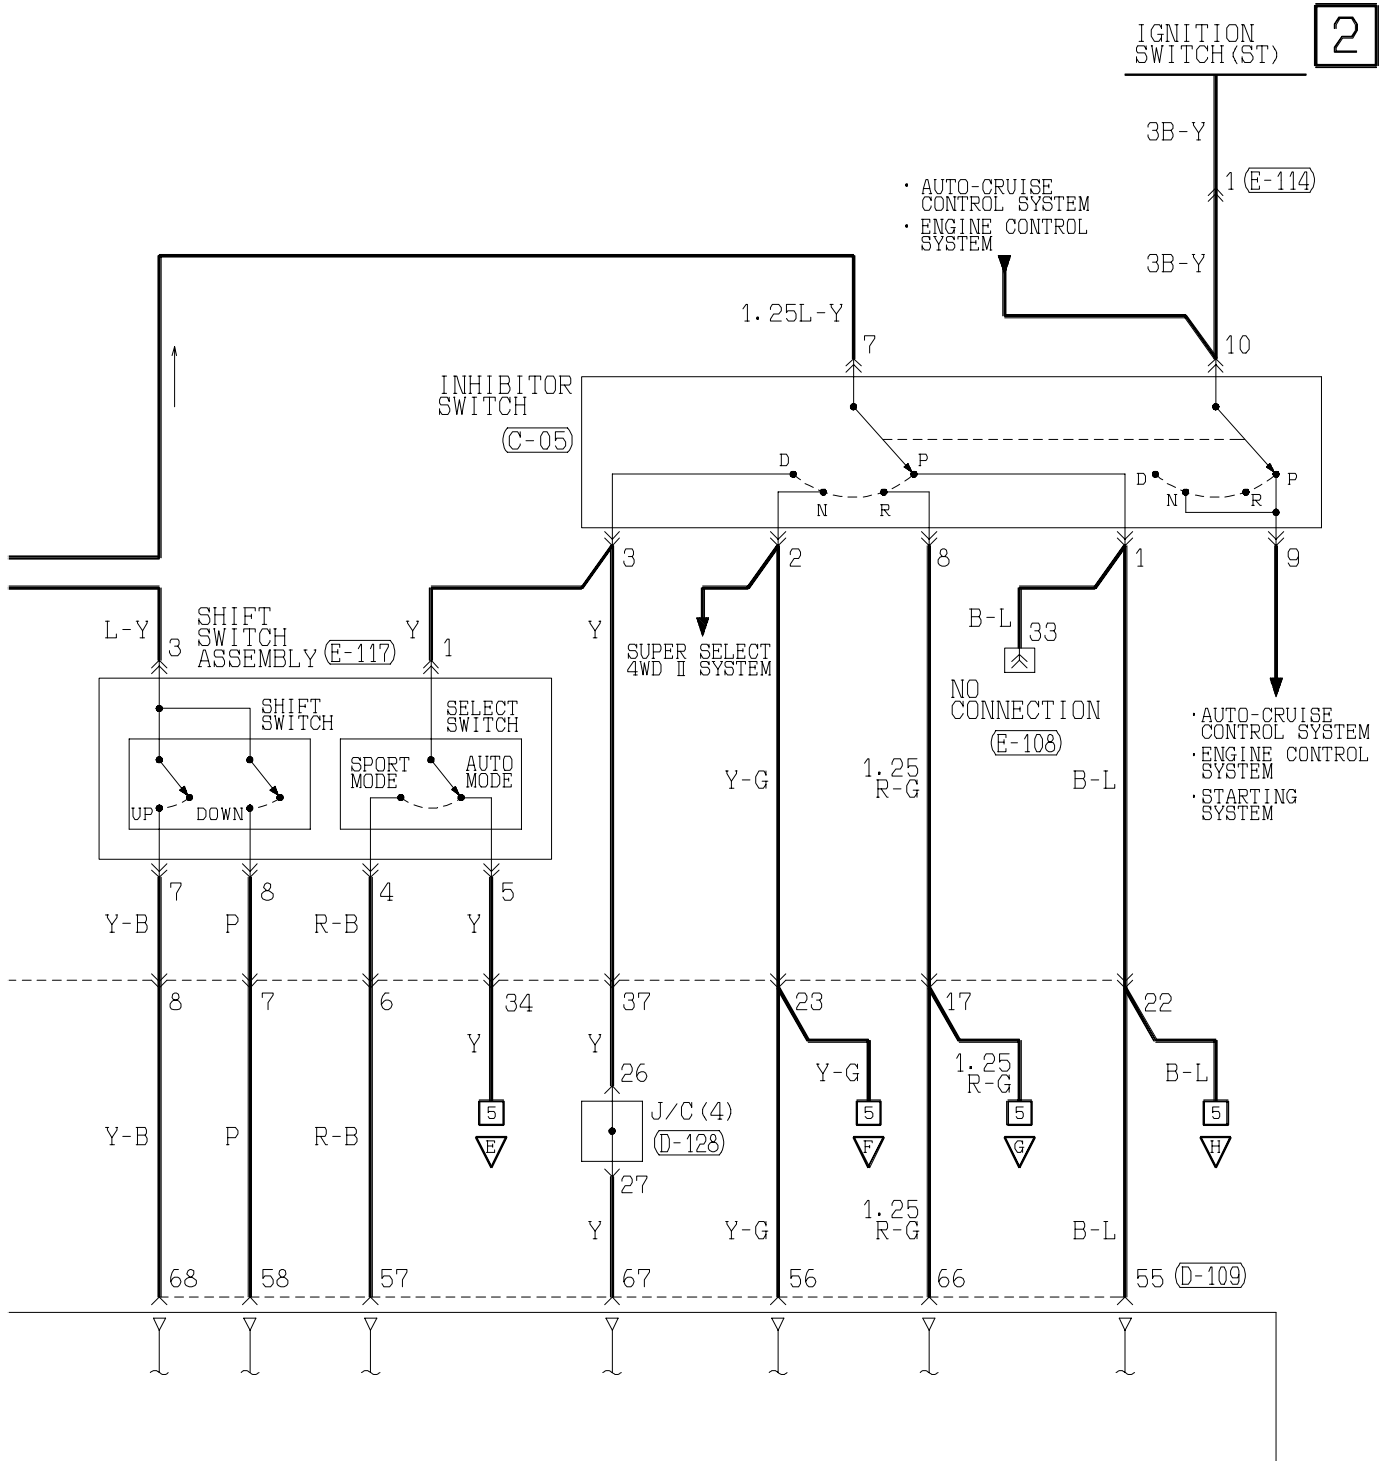 2
IGNITION
SWITCH(ST)
3B-Y
1 (E-114)
· AUTO-CRUISE
CONTROL SYSTEM
· ENGINE CONTROL
SYSTEM
3B-Y
1.25L-Y
7
10
INHIBITOR
SWITCH
C-05
D P
N R
D P
N R
3 2 8 1 9
L-Y
3
SHIFT
SWITCH
ASSEMBLY
E-117
Y
1
Y
SUPER SELECT
4WD Ⅱ SYSTEM
B-L
33
NO
CONNECTION
E-108
· AUTO-CRUISE
CONTROL SYSTEM
· ENGINE CONTROL
SYSTEM
· STARTING
SYSTEM
SHIFT
SWITCH
SELECT
SWITCH
SPORT
MODE
AUTO
MODE
UP
DOWN
Y-G
1.25
R-G
B-L
7 8 4 5
Y-B P R-B Y
8 7 6 34 37 23 17 22
Y Y
26
Y-G
1.25
R-G
B-L
5 5 5 5
E F G H
J/C(4)
D-128
27
Y-B P R-B
Y Y-G
1.25
R-G
B-L
68 58 57 67 56 66 55 D-109